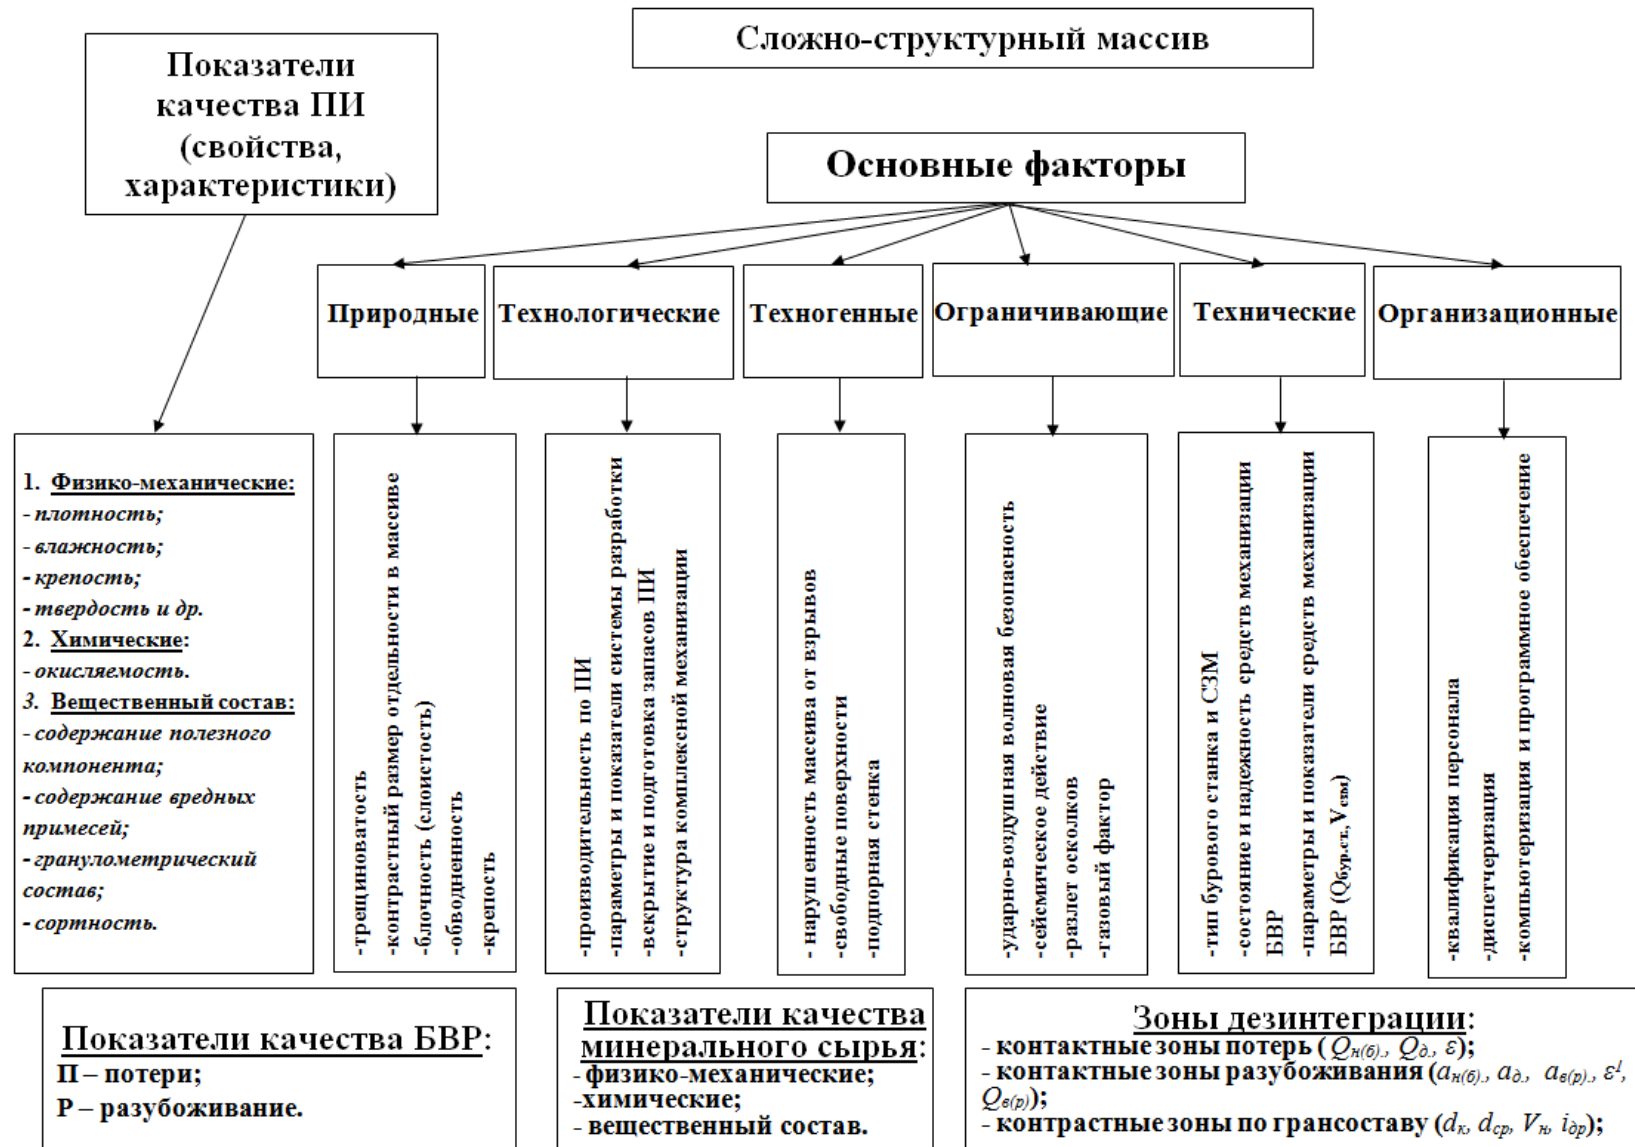 Сложно-структурный массив
Показатели
качества ПИ
(свойства,
характеристики)
Основные факторы
Природные
Технологические
Техногенные
Ограничивающие
Технические
Организационные
1. Физико-механические:
- плотность;
- влажность;
- крепость;
- твердость и др.
2. Химические:
- окисляемость.
3. Вещественный состав:
- содержание полезного
компонента;
- содержание вредных
примесей;
- гранулометрический
состав;
- сортность.
-трещиноватость
-контрастный размер отдельности в массиве
-блочность (слоистость)
-обводненность
-крепость
-производительность по ПИ
-параметры и показатели системы разработки
-вскрытие и подготовка запасов ПИ
-структура комплексной механизации
- нарушенность массива от взрывов
-свободные поверхности
-подпорная стенка
-ударно-воздушная волновая безопасность
-сейсмическое действие
-разлет осколков
-газовый фактор
-тип бурового станка и СЗМ
-состояние и надежность средств механизации
БВР
-параметры и показатели средств механизации
БВР (Qбур.ст., Vсзм)
-квалификация персонала
-диспетчеризация
-компьютеризация и программное обеспечение
Показатели качества БВР:
П – потери;
Р – разубоживание.
Показатели качества
минерального сырья:
- физико-механические;
-химические;
- вещественный состав.
Зоны дезинтеграции:
- контактные зоны потерь ( Qн(б)., Qд., ε);
- контактные зоны разубоживания (aн(б)., aд., aв(р)., ε¹,
Qв(р));
- контрастные зоны по грансоставу (dк, dср, Vн, iдр);